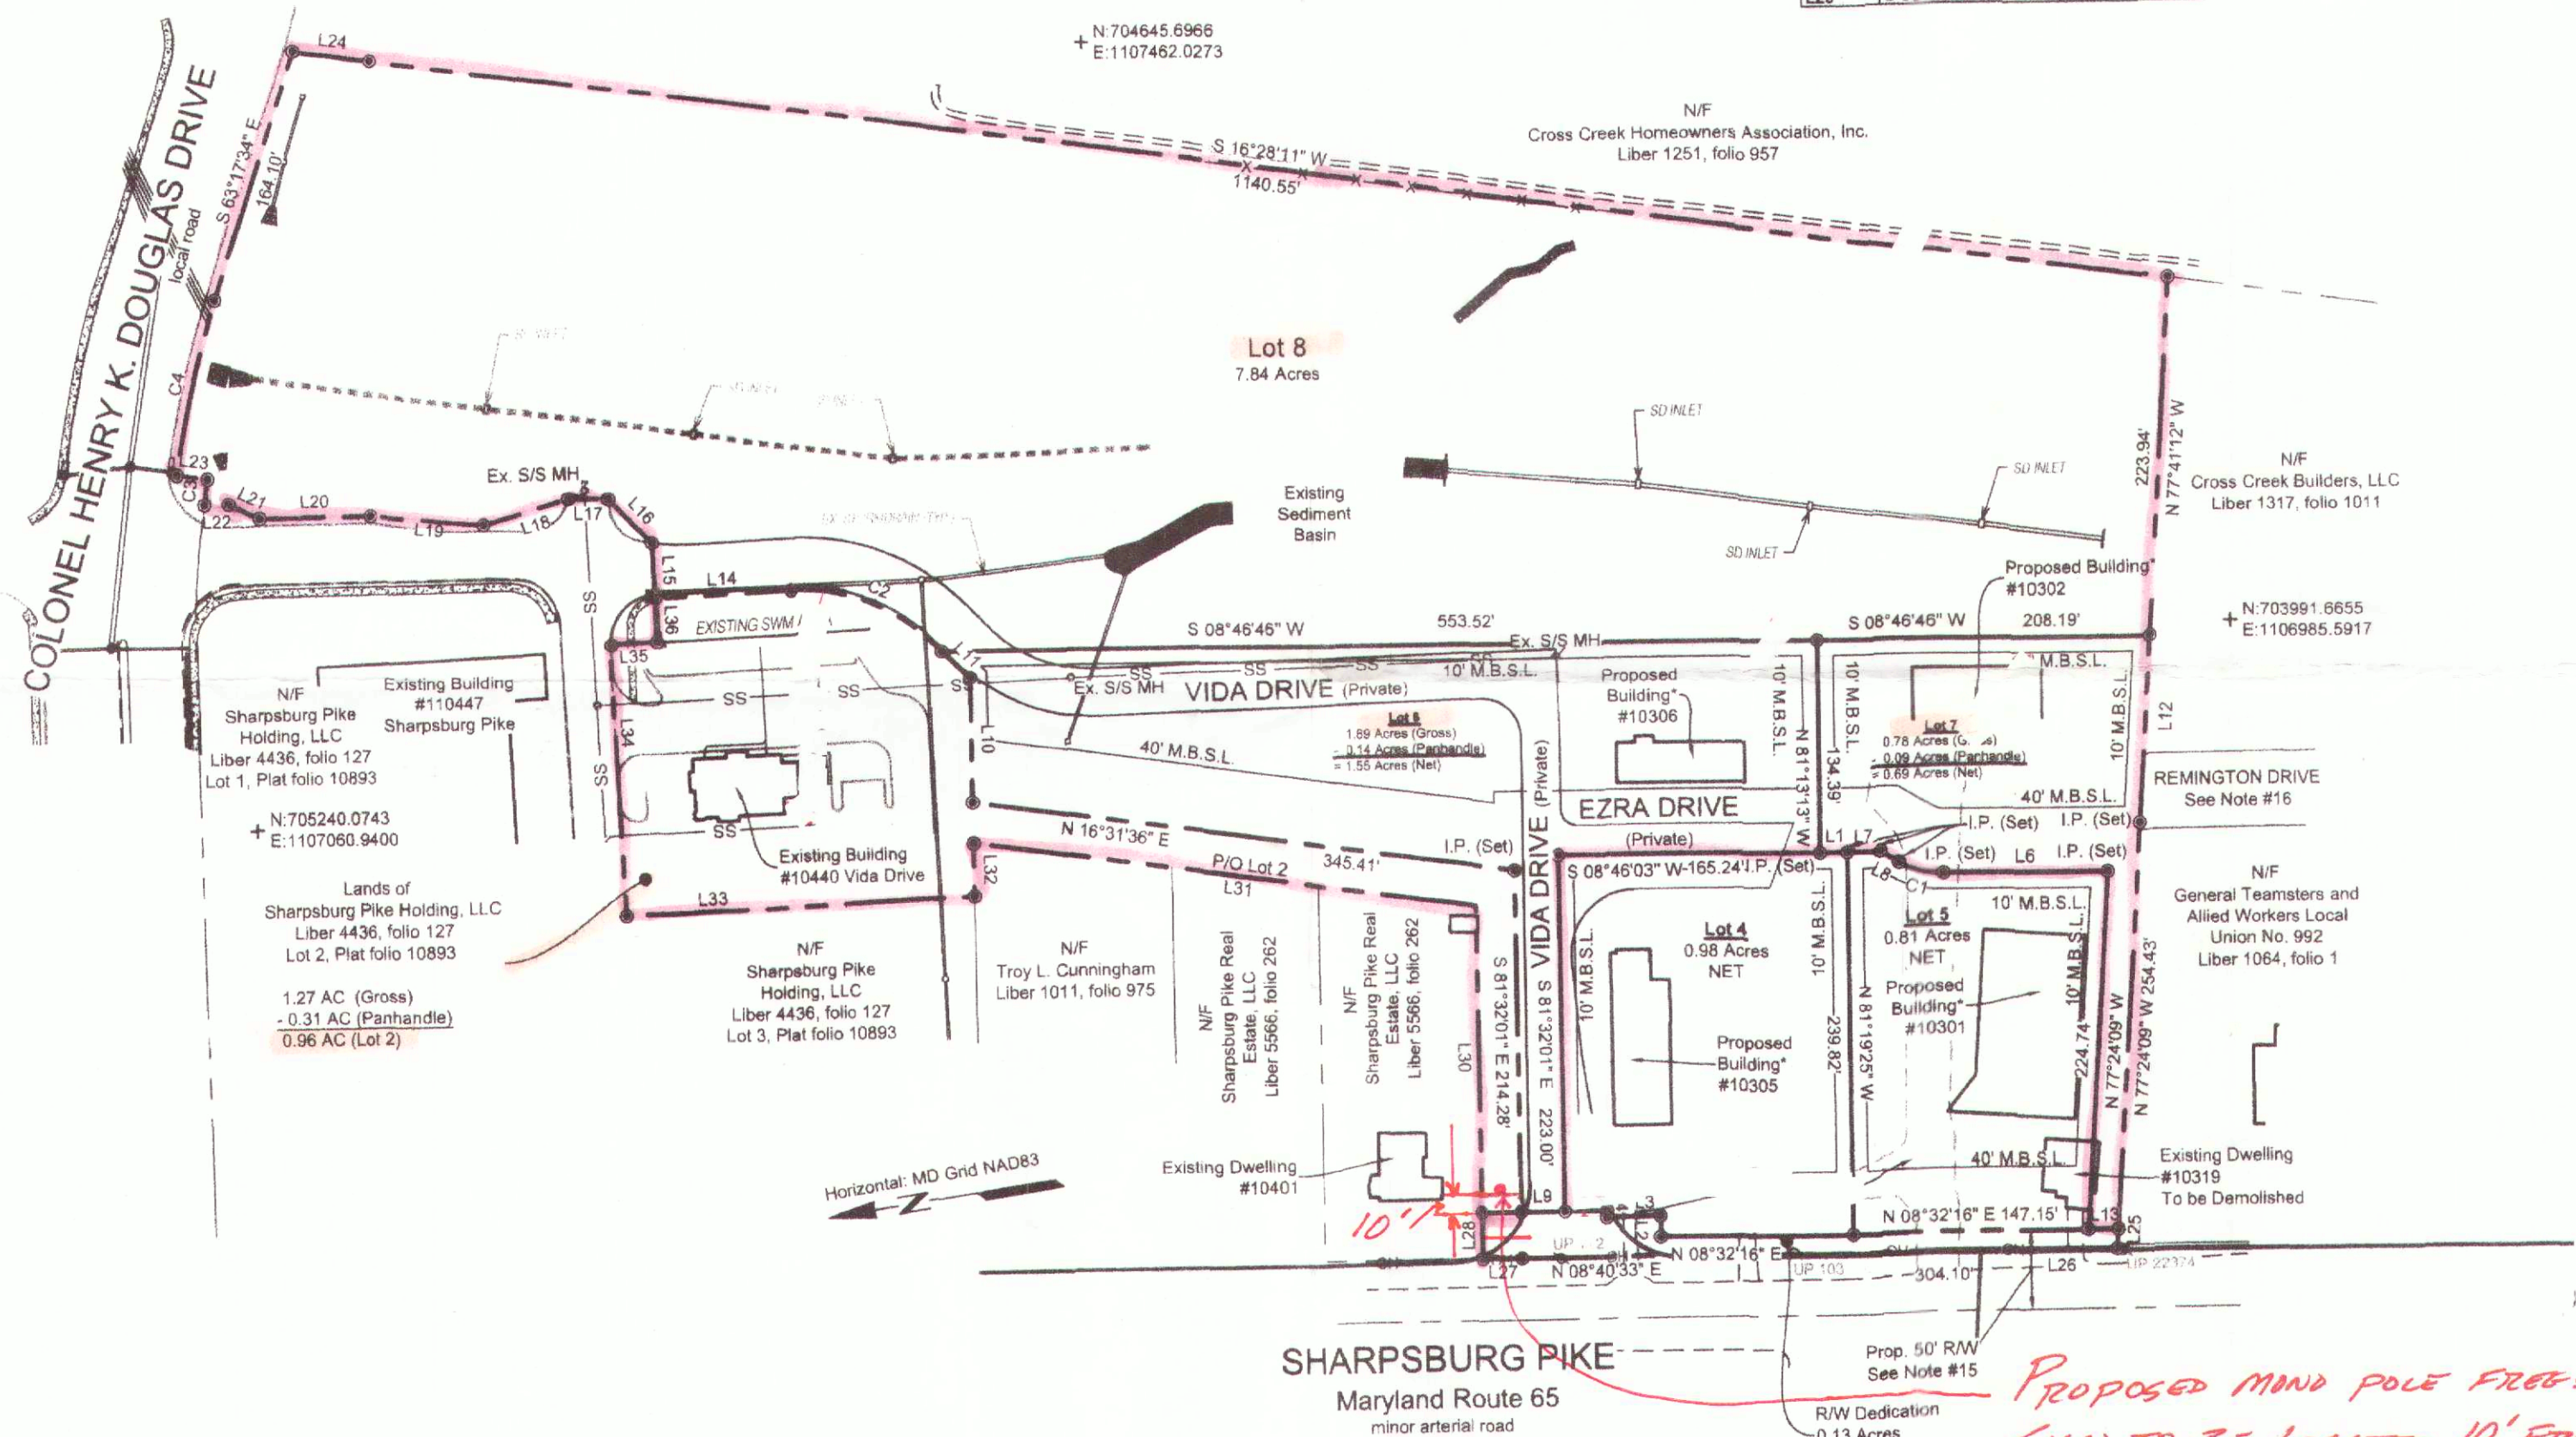 L24
N:704645.6966
E:1107462.0273
COLONEL HENRY K. DOUGLAS DRIVE
local road
S 63°17'34" E
164.10'
S 16°28'11" W
1140.55'
N/F
Cross Creek Homeowners Association, Inc.
Liber 1251, folio 957
Lot 8
7.84 Acres
C4
L23
C3
L22
L21
L20
L19
L18
L17
L16
Ex. S/S MH
L15
L14
C2
L36
L35
L34
EXISTING SWM
L11
L10
Existing
Sediment
Basin
SD INLET
SD INLET
SD INLET
223.94'
N 77°41'12" W
N/F
Cross Creek Builders, LLC
Liber 1317, folio 1011
Proposed Building*
#10302
N:703991.6655
E:1106985.5917
S 08°46'46" W
553.52'
Ex. S/S MH
S 08°46'46" W
208.19'
SS
SS
SS
SS
SS
SS
SS
SS
SS
Ex. S/S MH
10' M.B.S.L.
VIDA DRIVE (Private)
Proposed
Building*
#10306
10' M.B.S.L.
10' M.B.S.L.
M.B.S.L.
10' M.B.S.L.
L12
N/F
Sharpsburg Pike
Holding, LLC
Liber 4436, folio 127
Lot 1, Plat folio 10893
Existing Building
#110447
Sharpsburg Pike
N:705240.0743
E:1107060.9400
40' M.B.S.L.
1.69 Acres (Gross)
- 0.14 Acres (Panhandle)
= 1.55 Acres (Net)
N 81°13'13" W
134.39'
Lot 7
0.78 Acres
- 0.09 Acres (Panhandle)
= 0.69 Acres (Net)
40' M.B.S.L.
REMINGTON DRIVE
See Note #16
EZRA DRIVE
(Private)
Existing Building
#10440 Vida Drive
N 16°31'36" E
345.41'
P/O Lot 2
L31
L32
L33
I.P. (Set)
VIDA DRIVE (Private)
S 08°46'03" W-165.24'
I.P. (Set)
L1
L7
L8
C1
L6
I.P. (Set)
I.P. (Set)
I.P. (Set)
I.P. (Set)
Lands of
Sharpsburg Pike Holding, LLC
Liber 4436, folio 127
Lot 2, Plat folio 10893
1.27 AC (Gross)
- 0.31 AC (Panhandle)
0.96 AC (Lot 2)
N/F
Sharpsburg Pike
Holding, LLC
Liber 4436, folio 127
Lot 3, Plat folio 10893
N/F
Troy L. Cunningham
Liber 1011, folio 975
N/F
Sharpsburg Pike Real
Estate, LLC
Liber 5566, folio 262
N/F
Sharpsburg Pike Real
Estate, LLC
Liber 5566, folio 262
L30
S 81°32'01" E 214.28'
S 81°32'01" E 223.00'
10' M.B.S.L.
Lot 4
0.98 Acres
NET
10' M.B.S.L.
239.82'
N 81°19'25" W
Lot 5
0.81 Acres
NET
10' M.B.S.L.
10' M.B.S.L.
Proposed
Building*
#10301
Proposed
Building*
#10305
224.74'
N 77°24'09" W
N 77°24'09" W 254.43'
N/F
General Teamsters and
Allied Workers Local
Union No. 992
Liber 1064, folio 1
Horizontal: MD Grid NAD83
N
Existing Dwelling
#10401
40' M.B.S.L.
Existing Dwelling
#10319
To be Demolished
10'
L28
L9
L3
L2
L27
N 08°40'33" E
N 08°32'16" E
N 08°32'16" E 147.15'
L13
L25
304.10'
L26
UP 103
UP 22374
SHARPSBURG PIKE
Maryland Route 65
minor arterial road
Prop. 50' R/W
See Note #15
R/W Dedication
0.13 Acres
PROPOSED MONO POLE FREE